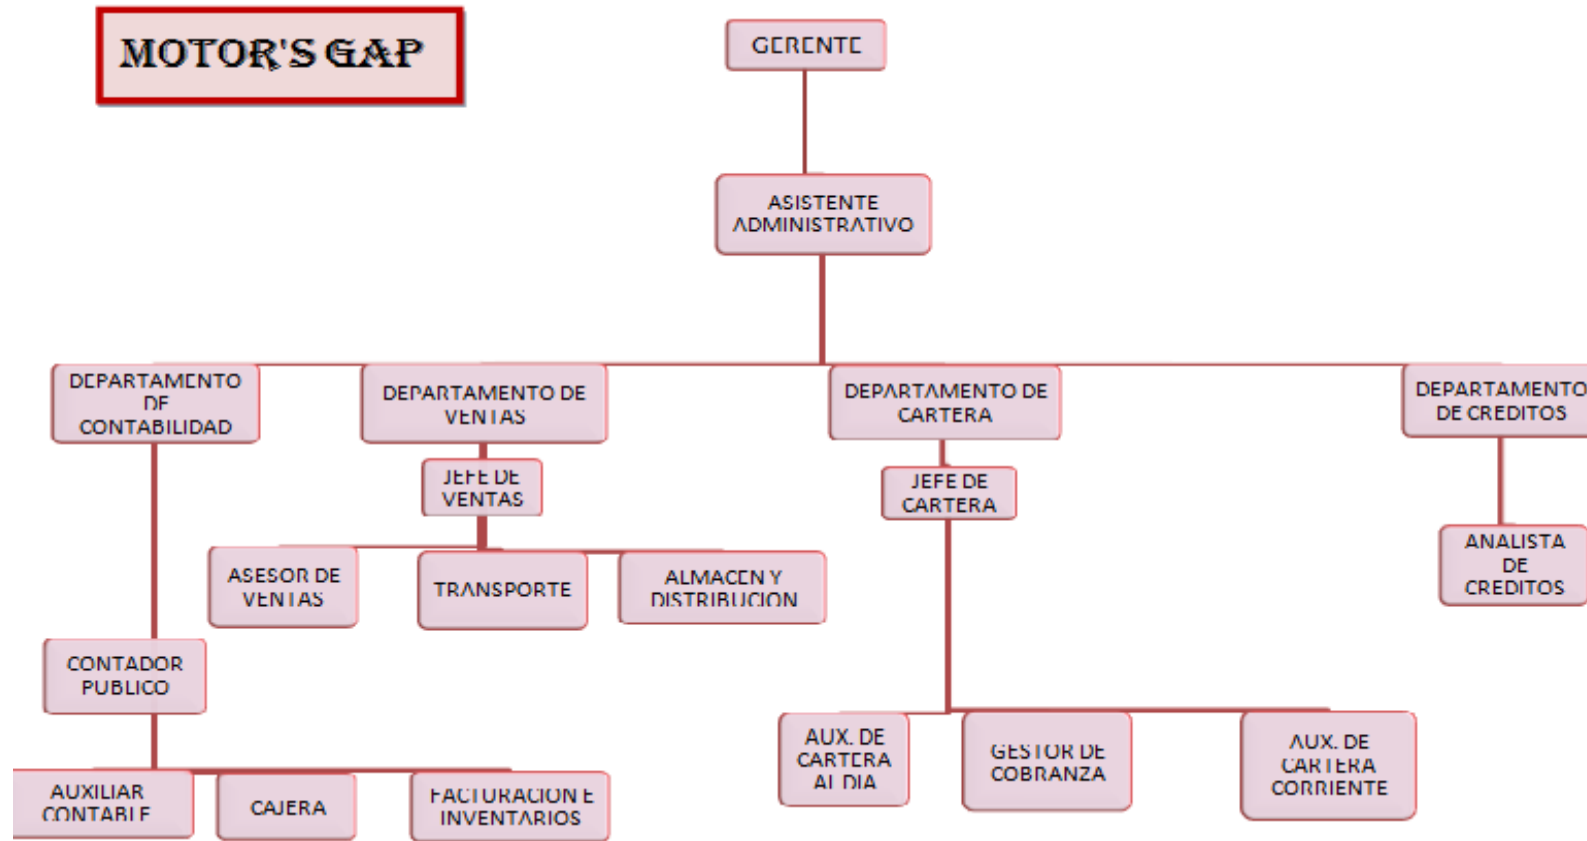 MOTOR'S GAP
GERENTE
ASISTENTE
ADMINISTRATIVO
DEPARTAMENTO
DE
CONTABILIDAD
DEPARTAMENTO DE
VENTAS
DEPARTAMENTO DE
CARTERA
DEPARTAMENTO
DE CREDITOS
JEFE DE
VENTAS
JEFE DE
CARTERA
ASESOR DE
VENTAS
TRANSPORTE
ALMACEN Y
DISTRIBUCION
ANALISTA
DE
CREDITOS
CONTADOR
PUBLICO
AUX. DE
CARTERA
AL DIA
GESTOR DE
COBRANZA
AUX. DE
CARTERA
CORRIENTE
AUXILIAR
CONTABLE
CAJERA
FACTURACION E
INVENTARIOS